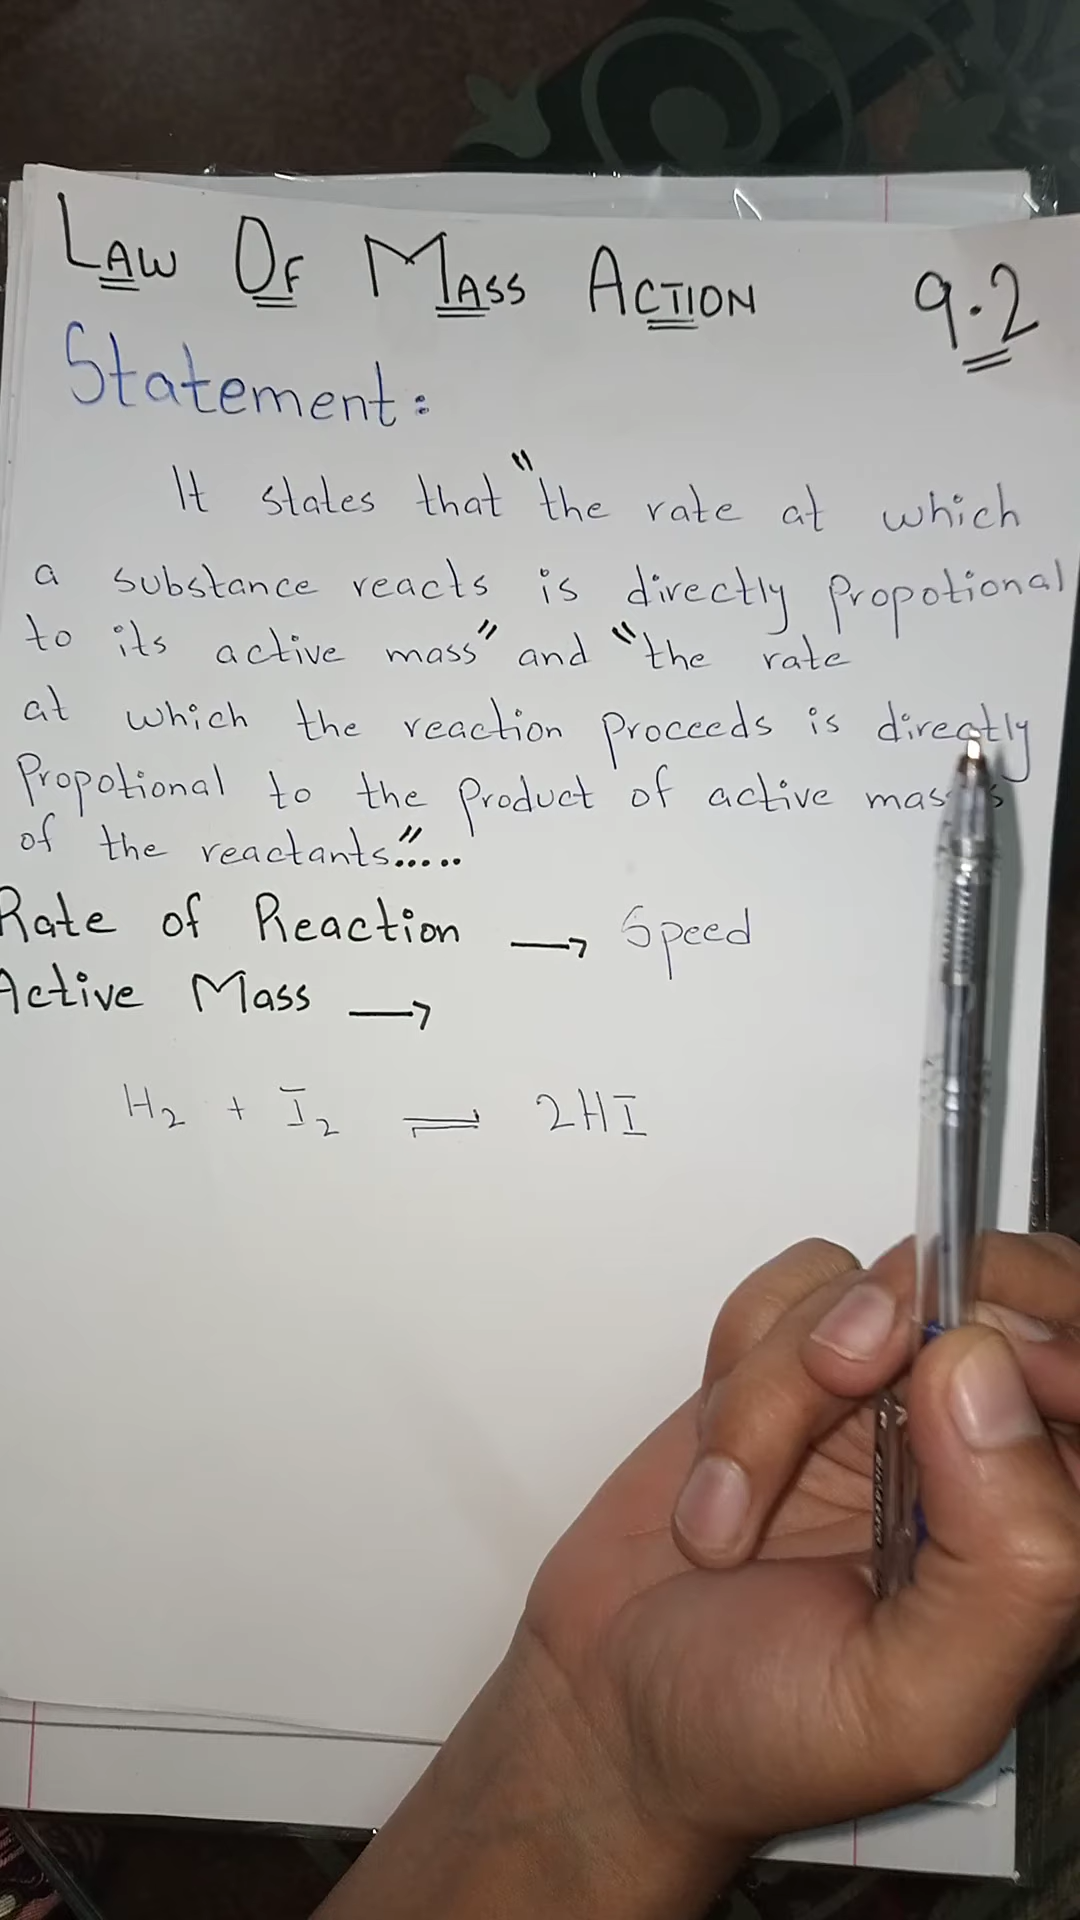 LAW OF MASS ACTION 9.2
Statement:
It states that "the rate at which
a substance reacts is directly Propotional
to its active mass" and "the rate
at which the reaction Proceeds is directly
Propotional to the Product of active
of the reactants".....
Rate of Reaction → Speed
Active Mass →
H₂ + I₂ ⇌ 2HI